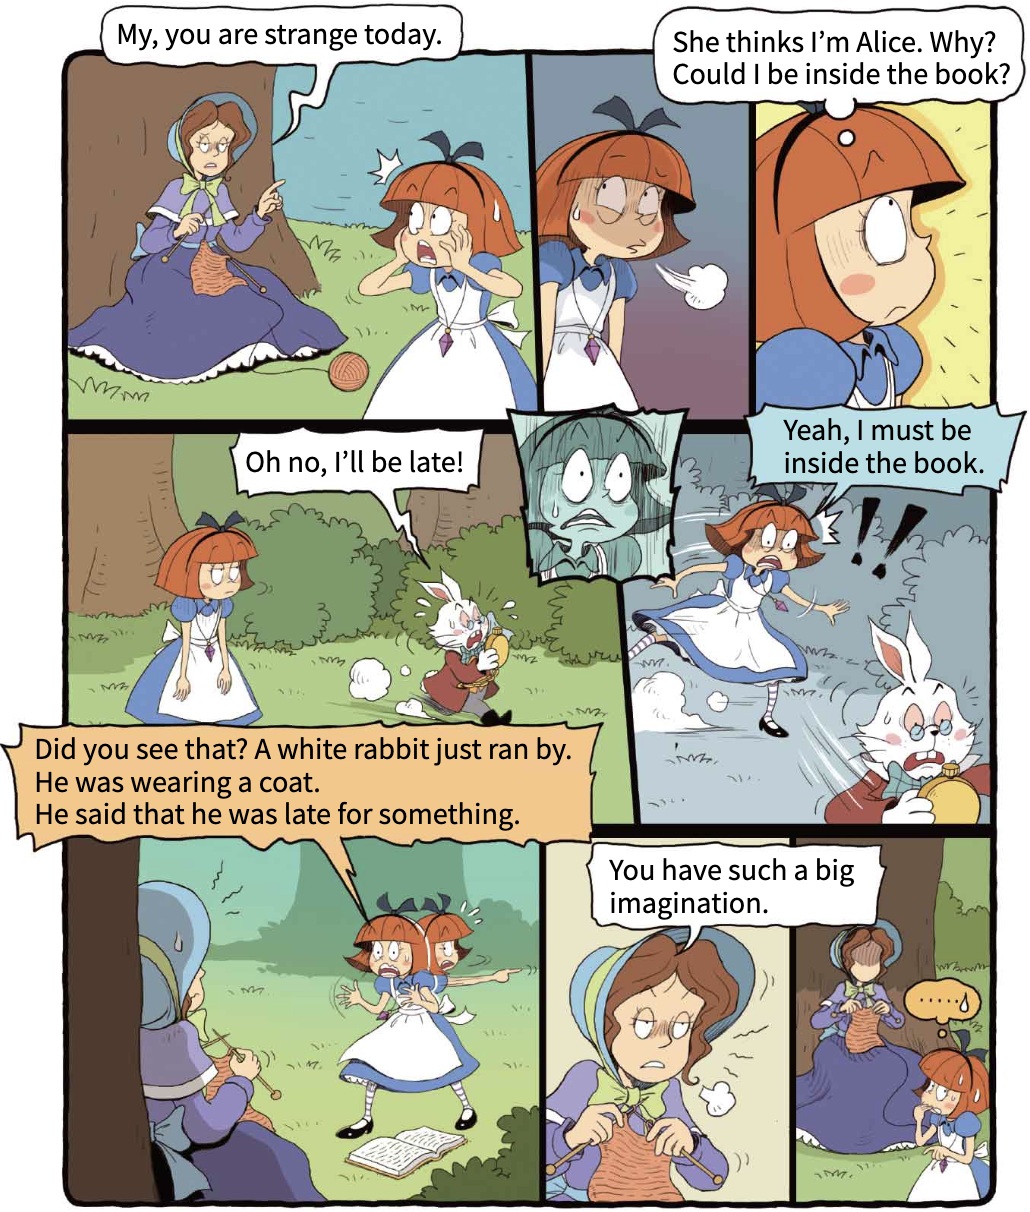 My, you are strange today.
She thinks I'm Alice. Why?
Could I be inside the book?
Oh no, I'll be late!
Yeah, I must be
inside the book.
!!
Did you see that? A white rabbit just ran by.
He was wearing a coat.
He said that he was late for something.
You have such a big
imagination.
.....